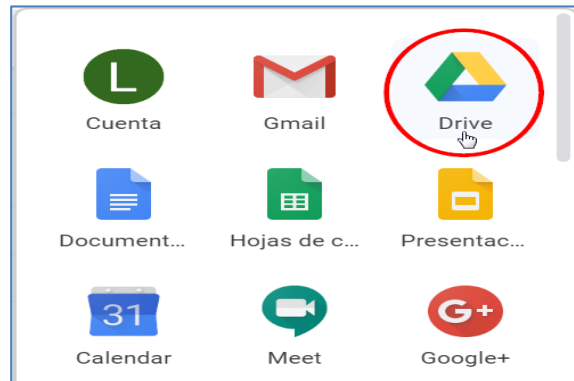 L
Cuenta Gmail Drive
Document... Hojas de c... Presentac...
31 G+
Calendar Meet Google+